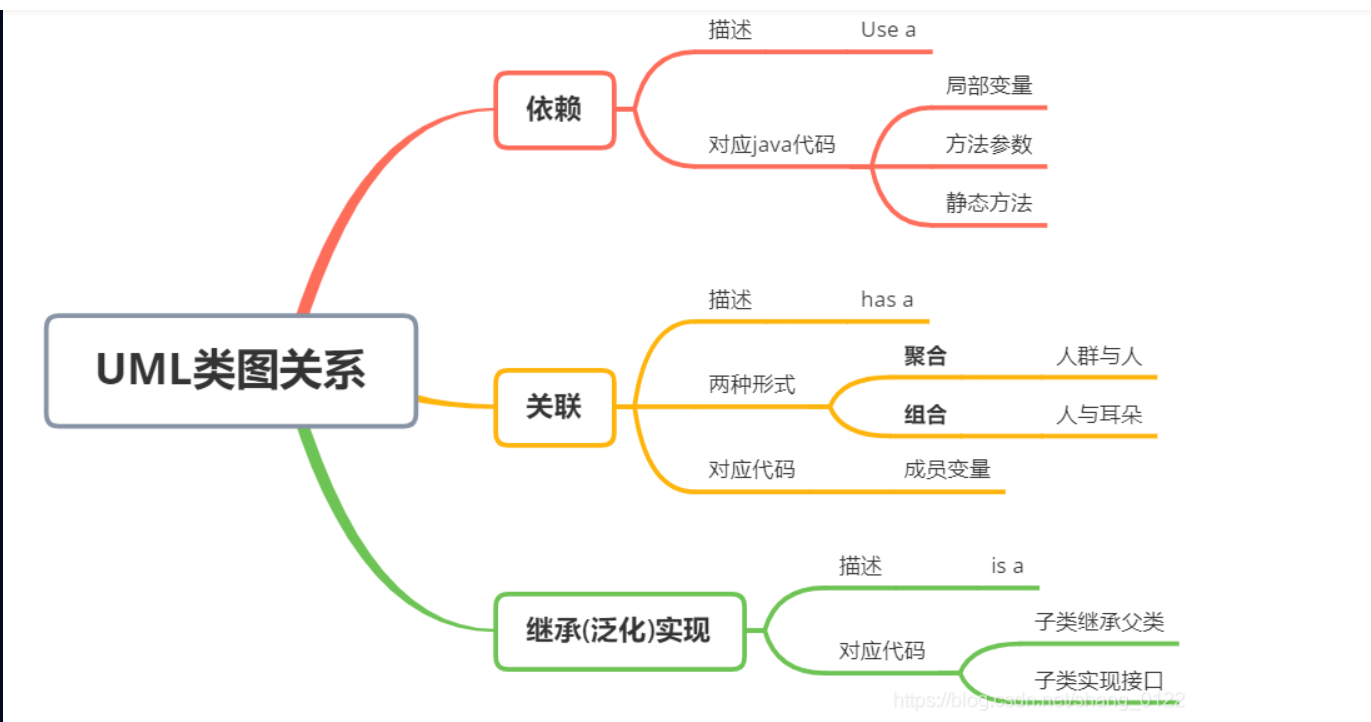 UML类图关系
依赖
描述 Use a
对应java代码
局部变量
方法参数
静态方法
关联
描述 has a
两种形式
聚合 人群与人
组合 人与耳朵
对应代码 成员变量
继承(泛化)实现
描述 is a
对应代码
子类继承父类
子类实现接口
https://blog.csdn.net/shang_0122